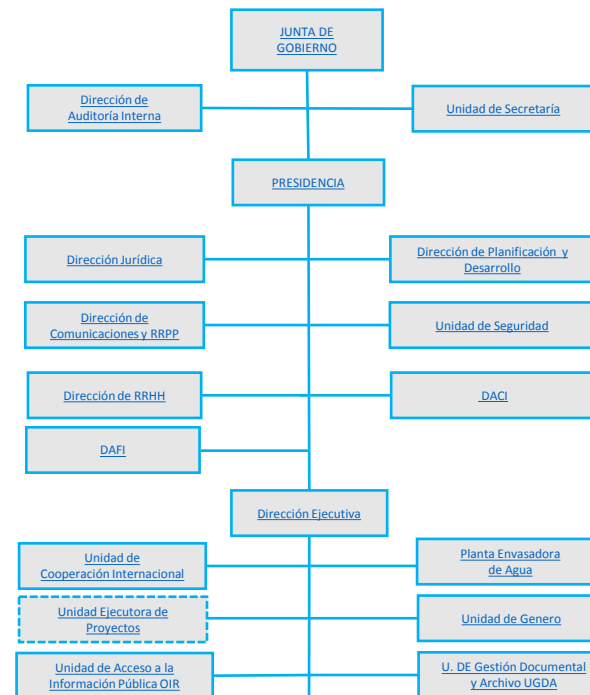 JUNTA DE
GOBIERNO
Dirección de
Auditoría Interna
Unidad de Secretaría
PRESIDENCIA
Dirección Jurídica
Dirección de Planificación y
Desarrollo
Dirección de
Comunicaciones y RRPP
Unidad de Seguridad
Dirección de RRHH
DACI
DAFI
Dirección Ejecutiva
Unidad de
Cooperación Internacional
Planta Envasadora
de Agua
Unidad Ejecutora de
Proyectos
Unidad de Genero
Unidad de Acceso a la
Información Pública OIR
U. DE Gestión Documental
y Archivo UGDA